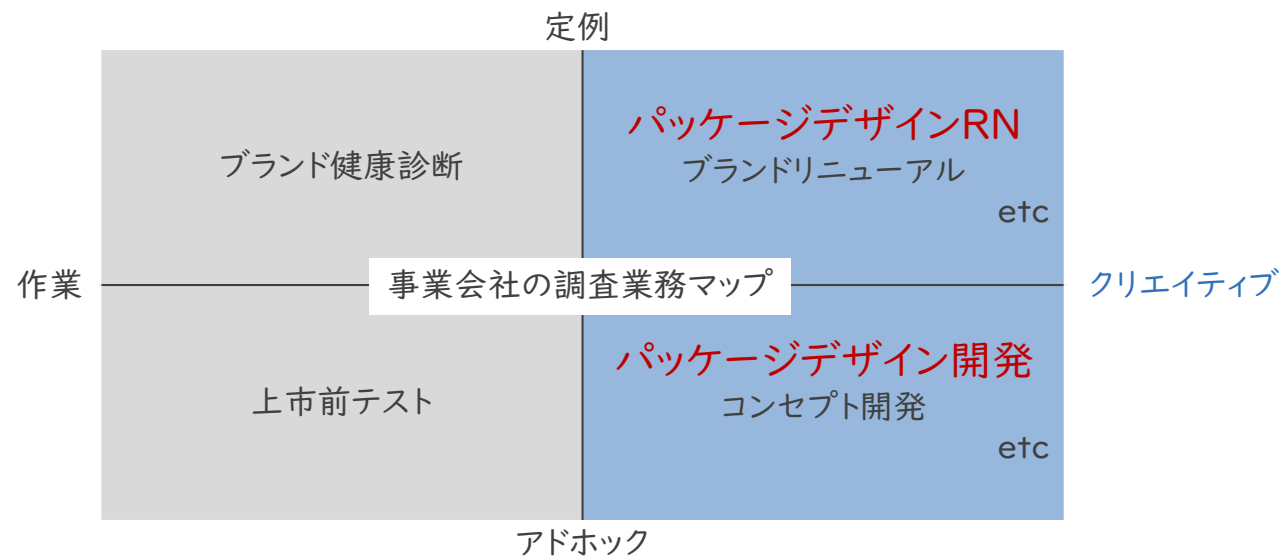 定例
パッケージデザインRN
ブランド健康診断
ブランドリニューアル
etc
作業
事業会社の調査業務マップ
クリエイティブ
パッケージデザイン開発
上市前テスト
コンセプト開発
etc
アドホック